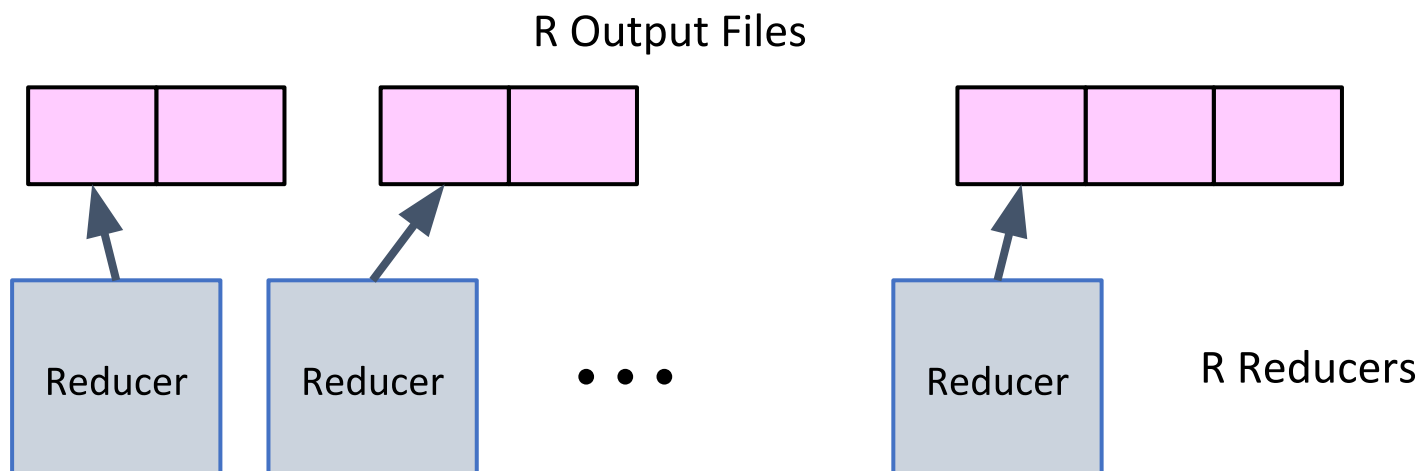 R Output Files
Reducer
Reducer
• • •
Reducer
R Reducers